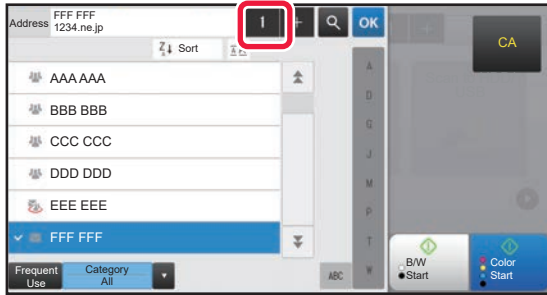 Address
FFF FFF
1234.ne.jp
1
+
OK
CA
Sort
AAA AAA
BBB BBB
CCC CCC
DDD DDD
EEE EEE
FFF FFF
A
D
G
J
M
P
T
W
Frequent
Use
Category
All
ABC
B/W
Start
Color
Start